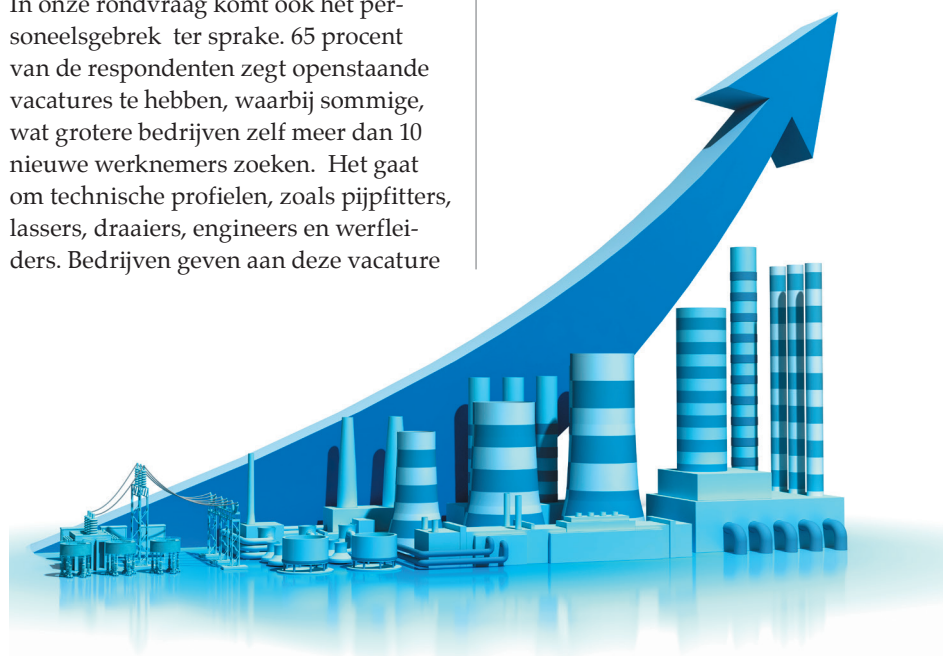 In onze rondvraag komt ook het per-
soneelsgebrek ter sprake. 65 procent
van de respondenten zegt openstaande
vacatures te hebben, waarbij sommige,
wat grotere bedrijven zelf meer dan 10
nieuwe werknemers zoeken. Het gaat
om technische profielen, zoals pijpfitters,
lassers, draaiers, engineers en werflei-
ders. Bedrijven geven aan deze vacature